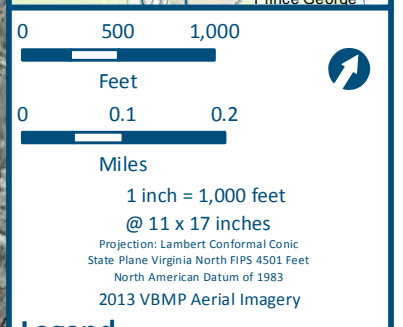 Prince George
0 500 1,000
Feet
0 0.1 0.2
Miles
1 inch = 1,000 feet
@ 11 x 17 inches
Projection: Lambert Conformal Conic
State Plane Virginia North FIPS 4501 Feet
North American Datum of 1983
2013 VBMP Aerial Imagery
Legend